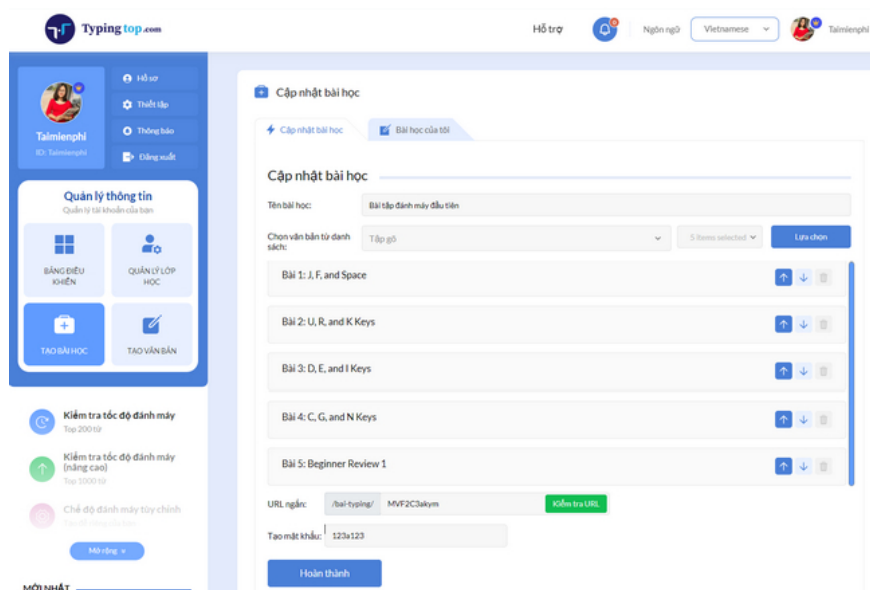 Typing top .com
Hỗ trợ
Ngôn ngữ
Vietnamese
Taimienphi
Hồ sơ
Thiết lập
Thông báo
Đăng xuất
Taimienphi
ID: Taimienphi
Quản lý thông tin
Quản lý tài khoản của bạn
BẢNG ĐIỀU
KHIỂN
QUẢN LÝ LỚP
HỌC
TẠO BÀI HỌC
TẠO VĂN BẢN
Kiểm tra tốc độ đánh máy
Top 200 từ
Kiểm tra tốc độ đánh máy
(nâng cao)
Top 1000 từ
Chế độ đánh máy tùy chỉnh
Mở rộng
MỚI NHẤT
Cập nhật bài học
Cập nhật bài học
Bài học của tôi
Cập nhật bài học
Tên bài học:
Bài tập đánh máy đầu tiên
Chọn văn bản từ danh
sách:
Tập gõ
5 items selected
Lựa chọn
Bài 1: J, F, and Space
Bài 2: U, R, and K Keys
Bài 3: D, E, and I Keys
Bài 4: C, G, and N Keys
Bài 5: Beginner Review 1
URL ngắn:
/bai-typing/
MVF2C3akym
Kiểm tra URL
Tạo mật khẩu:
123a123
Hoàn thành